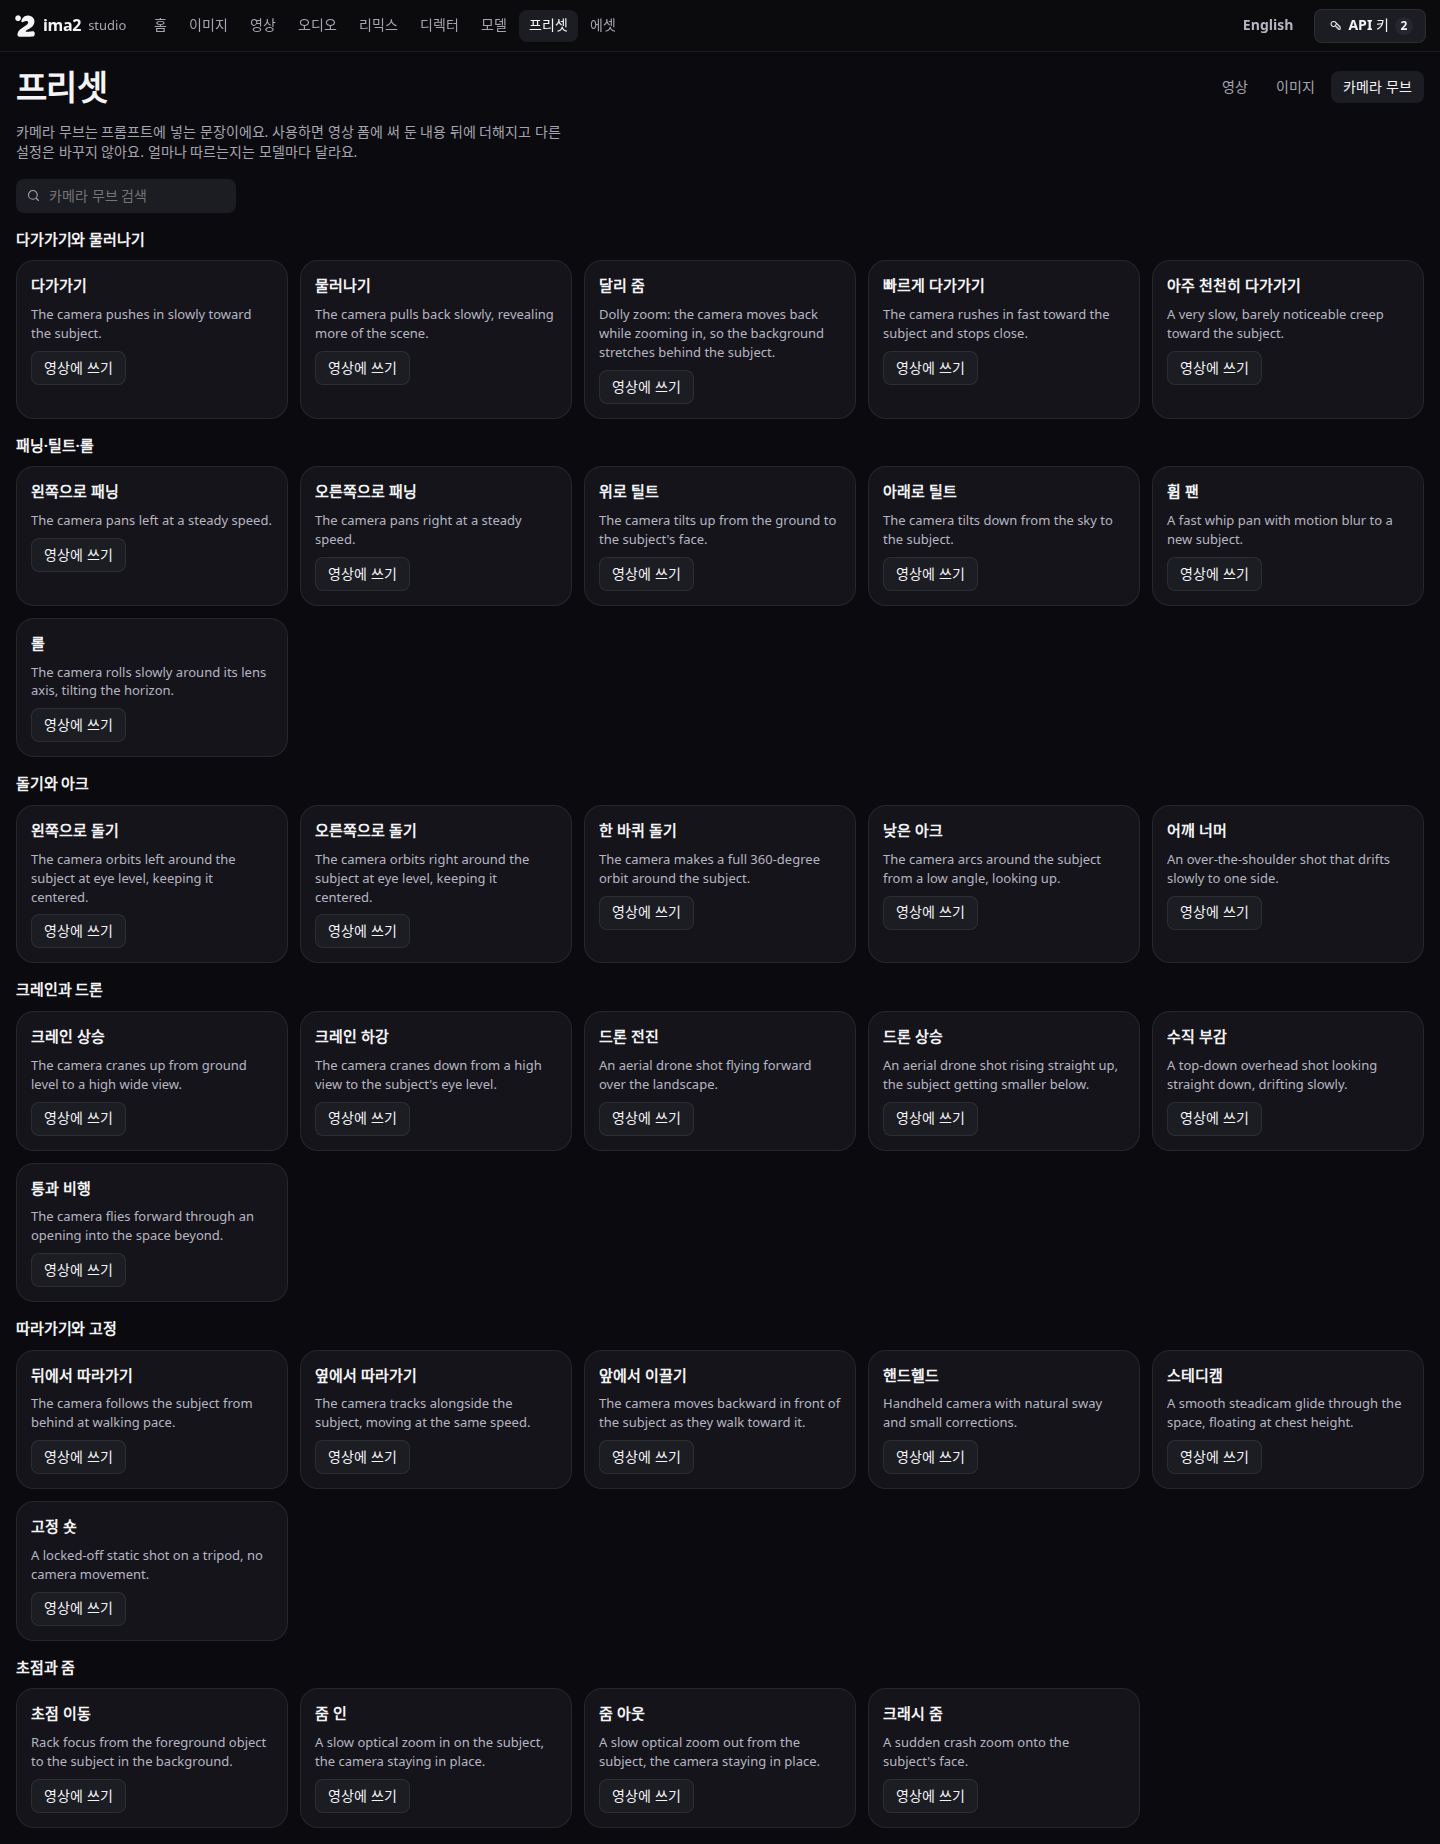 ima2 studio 홈 이미지 영상 오디오 리믹스 디렉터 모델 프리셋 에셋 English API 키 2
프리셋
영상 이미지 카메라 무브
카메라 무브는 프롬프트에 넣는 문장이에요. 사용하면 영상 폼에 써 둔 내용 뒤에 더해지고 다른
설정은 바꾸지 않아요. 얼마나 따르는지는 모델마다 달라요.
카메라 무브 검색
다가가기와 물러나기
다가가기
The camera pushes in slowly toward
the subject.
영상에 쓰기
물러나기
The camera pulls back slowly, revealing
more of the scene.
영상에 쓰기
달리 줌
Dolly zoom: the camera moves back
while zooming in, so the background
stretches behind the subject.
영상에 쓰기
빠르게 다가가기
The camera rushes in fast toward the
subject and stops close.
영상에 쓰기
아주 천천히 다가가기
A very slow, barely noticeable creep
toward the subject.
영상에 쓰기
패닝·틸트·롤
왼쪽으로 패닝
The camera pans left at a steady speed.
영상에 쓰기
오른쪽으로 패닝
The camera pans right at a steady
speed.
영상에 쓰기
위로 틸트
The camera tilts up from the ground to
the subject's face.
영상에 쓰기
아래로 틸트
The camera tilts down from the sky to
the subject.
영상에 쓰기
휩 팬
A fast whip pan with motion blur to a
new subject.
영상에 쓰기
롤
The camera rolls slowly around its lens
axis, tilting the horizon.
영상에 쓰기
돌기와 아크
왼쪽으로 돌기
The camera orbits left around the
subject at eye level, keeping it
centered.
영상에 쓰기
오른쪽으로 돌기
The camera orbits right around the
subject at eye level, keeping it
centered.
영상에 쓰기
한 바퀴 돌기
The camera makes a full 360-degree
orbit around the subject.
영상에 쓰기
낮은 아크
The camera arcs around the subject
from a low angle, looking up.
영상에 쓰기
어깨 너머
An over-the-shoulder shot that drifts
slowly to one side.
영상에 쓰기
크레인과 드론
크레인 상승
The camera cranes up from ground
level to a high wide view.
영상에 쓰기
크레인 하강
The camera cranes down from a high
view to the subject's eye level.
영상에 쓰기
드론 전진
An aerial drone shot flying forward
over the landscape.
영상에 쓰기
드론 상승
An aerial drone shot rising straight up,
the subject getting smaller below.
영상에 쓰기
수직 부감
A top-down overhead shot looking
straight down, drifting slowly.
영상에 쓰기
통과 비행
The camera flies forward through an
opening into the space beyond.
영상에 쓰기
따라가기와 고정
뒤에서 따라가기
The camera follows the subject from
behind at walking pace.
영상에 쓰기
옆에서 따라가기
The camera tracks alongside the
subject, moving at the same speed.
영상에 쓰기
앞에서 이끌기
The camera moves backward in front of
the subject as they walk toward it.
영상에 쓰기
핸드헬드
Handheld camera with natural sway
and small corrections.
영상에 쓰기
스테디캠
A smooth steadicam glide through the
space, floating at chest height.
영상에 쓰기
고정 숏
A locked-off static shot on a tripod, no
camera movement.
영상에 쓰기
초점과 줌
초점 이동
Rack focus from the foreground object
to the subject in the background.
영상에 쓰기
줌 인
A slow optical zoom in on the subject,
the camera staying in place.
영상에 쓰기
줌 아웃
A slow optical zoom out from the
subject, the camera staying in place.
영상에 쓰기
크래시 줌
A sudden crash zoom onto the
subject's face.
영상에 쓰기